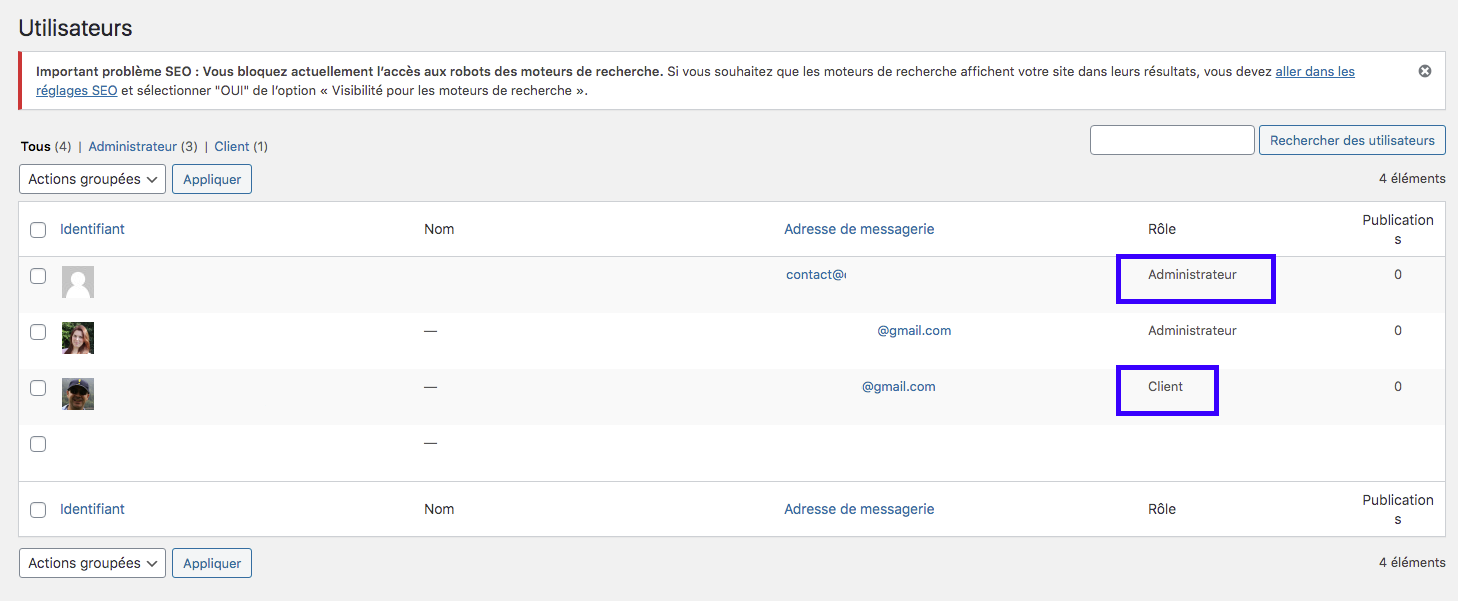 Utilisateurs
Important problème SEO : Vous bloquez actuellement l’accès aux robots des moteurs de recherche. Si vous souhaitez que les moteurs de recherche affichent votre site dans leurs résultats, vous devez aller dans les
réglages SEO et sélectionner "OUI" de l’option « Visibilité pour les moteurs de recherche ».
Tous (4) | Administrateur (3) | Client (1)
Rechercher des utilisateurs
Actions groupées Appliquer
4 éléments
Identifiant Nom Adresse de messagerie Rôle Publications
contact@ Administrateur 0
— @gmail.com Administrateur 0
— @gmail.com Client 0
—
Identifiant Nom Adresse de messagerie Rôle Publications
Actions groupées Appliquer
4 éléments